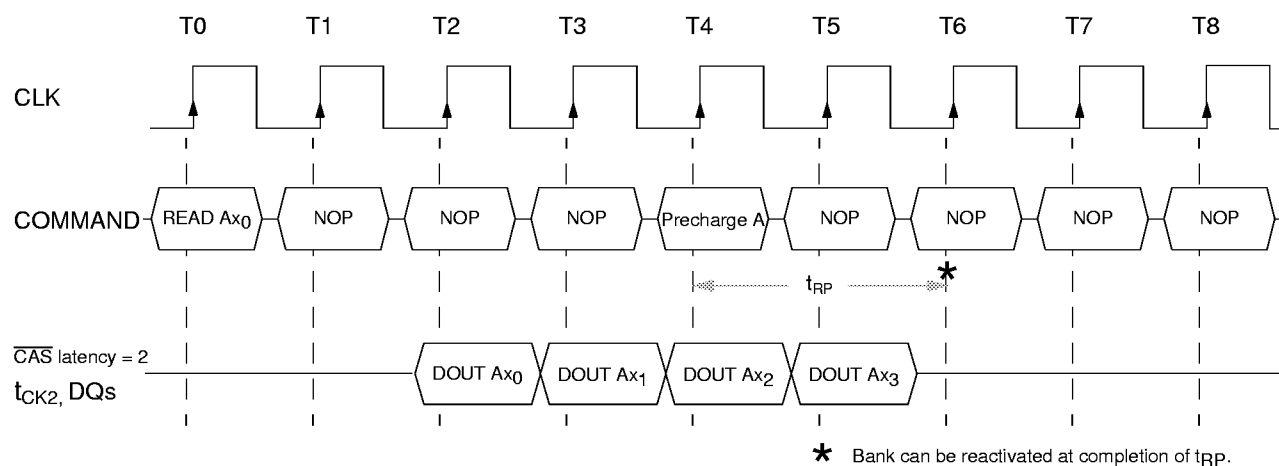 T0 T1 T2 T3 T4 T5 T6 T7 T8
CLK
COMMAND READ Ax0 NOP NOP NOP Precharge A NOP NOP NOP NOP
*
tRP
CAS latency = 2
tCK2, DQs DOUT Ax0 DOUT Ax1 DOUT Ax2 DOUT Ax3
* Bank can be reactivated at completion of tRP.